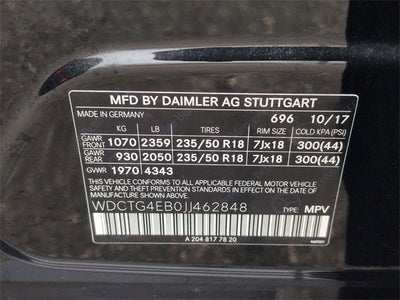 MFD BY DAIMLER AG STUTTGART
MADE IN GERMANY 696 10/17
KG LB TIRES RIM SIZE COLD KPA (PSI)
GAWR FRONT 1070 2359 235/50 R18 7Jx18 300(44)
GAWR REAR 930 2050 235/50 R18 7Jx18 300(44)
GVWR 1970 4343
THIS VEHICLE CONFORMS TO ALL APPLICABLE FEDERAL MOTOR VEHICLE SAFETY STANDARDS IN EFFECT ON THE DATE OF MANUFACTURE SHOWN ABOVE.
WDCTG4EB0JJ462848 TYPE: MPV
A 204 817 78 20